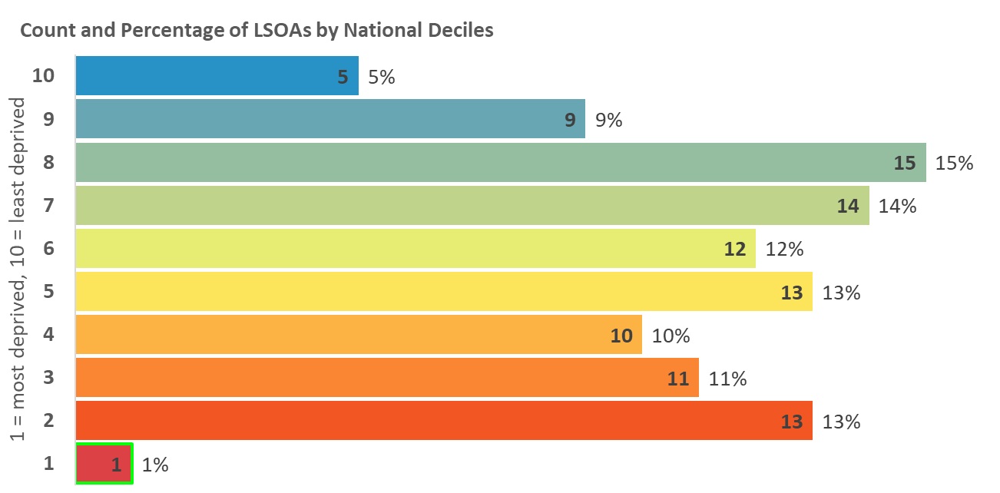 Count and Percentage of LSOAs by National Deciles
1 = most deprived, 10 = least deprived
10 5 5%
9 9 9%
8 15 15%
7 14 14%
6 12 12%
5 13 13%
4 10 10%
3 11 11%
2 13 13%
1 1 1%